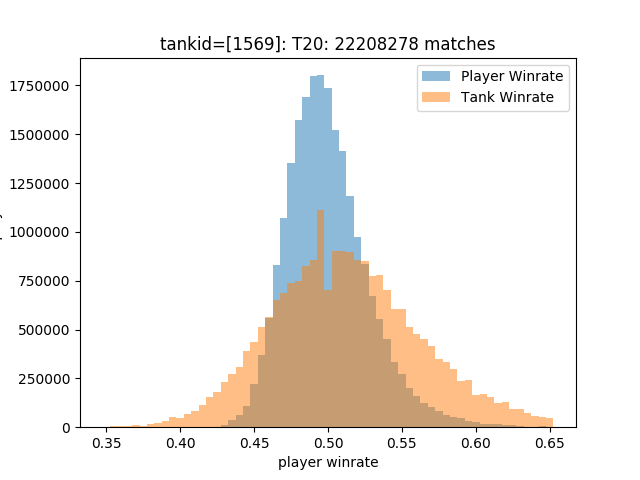 tankid=[1569]: T20: 22208278 matches
Player Winrate
Tank Winrate
1750000
1500000
1250000
1000000
750000
500000
250000
0
0.35 0.40 0.45 0.50 0.55 0.60 0.65
player winrate